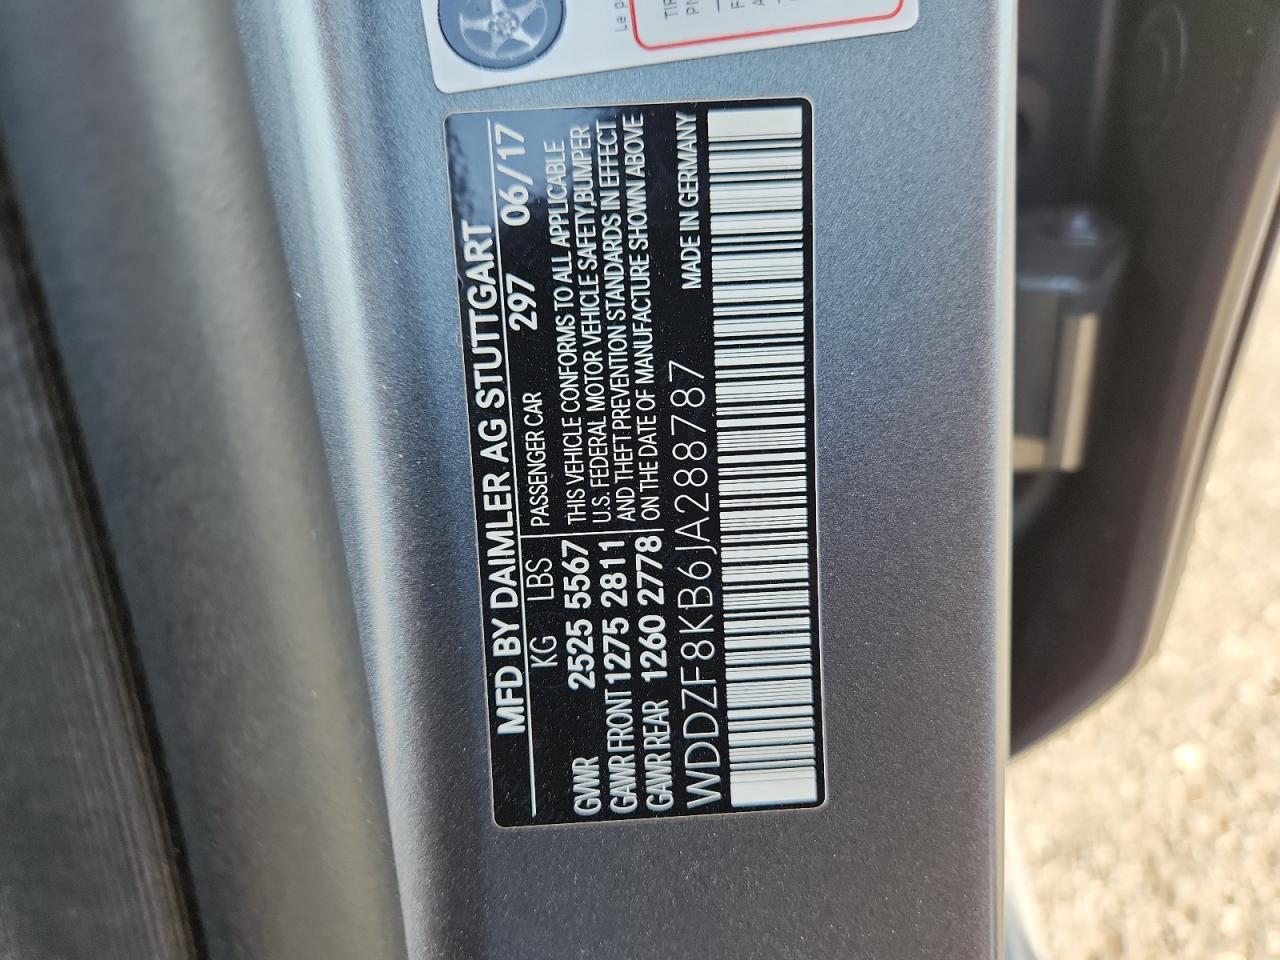 MFD BY DAIMLER AG STUTTGART
KG LBS PASSENGER CAR 297 06/17
GVWR 2525 5567 THIS VEHICLE CONFORMS TO ALL APPLICABLE
GAWR FRONT 1275 2811 U.S. FEDERAL MOTOR VEHICLE SAFETY,BUMPER
GAWR REAR 1260 2778 AND THEFT PREVENTION STANDARDS IN EFFECT
ON THE DATE OF MANUFACTURE SHOWN ABOVE
WDDZF8KB6JA288787 MADE IN GERMANY
Le